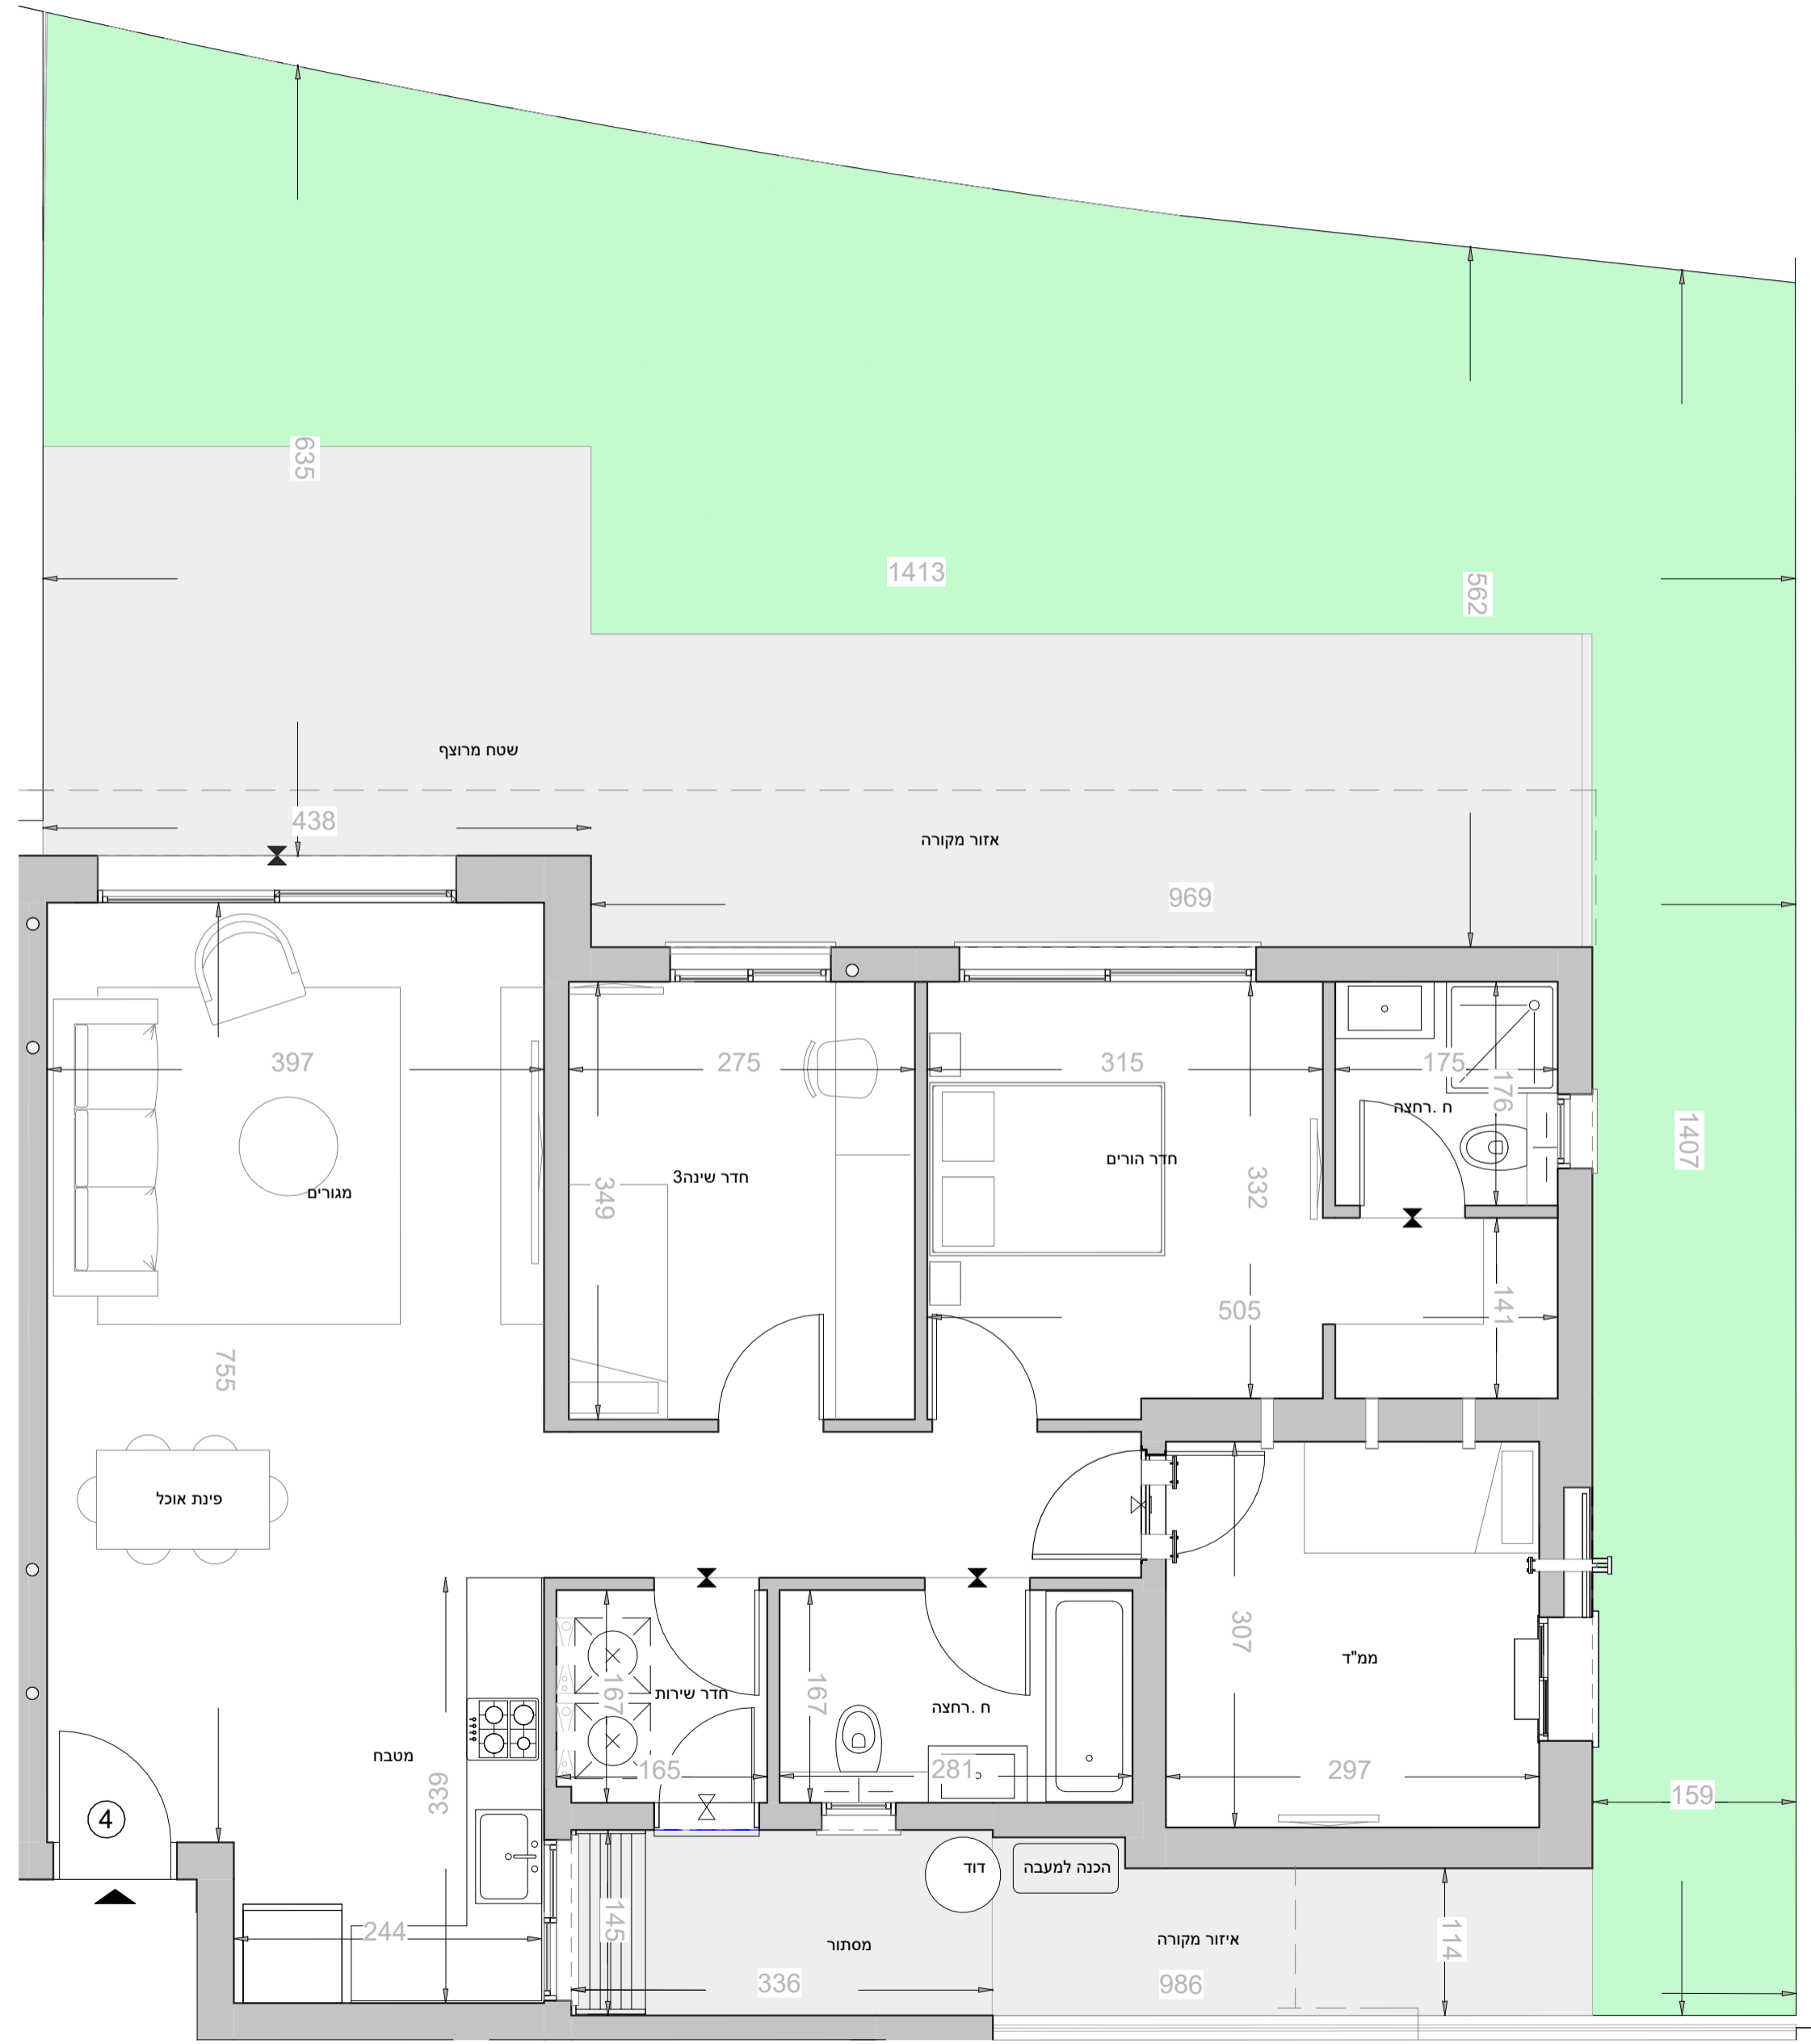 635
1413
562
שטח מרוצף
438
אזור מקורה
969
397
275
315
175
176
ח .רחצה
1407
חדר הורים
חדר שינה3
332
349
מגורים
505
141
755
פינת אוכל
307
ממ"ד
167
חדר שירות
167
ח .רחצה
מטבח
165
281
297
339
159
4
דוד
הכנה למעבה
145
244
מסתור
איזור מקורה
114
336
986